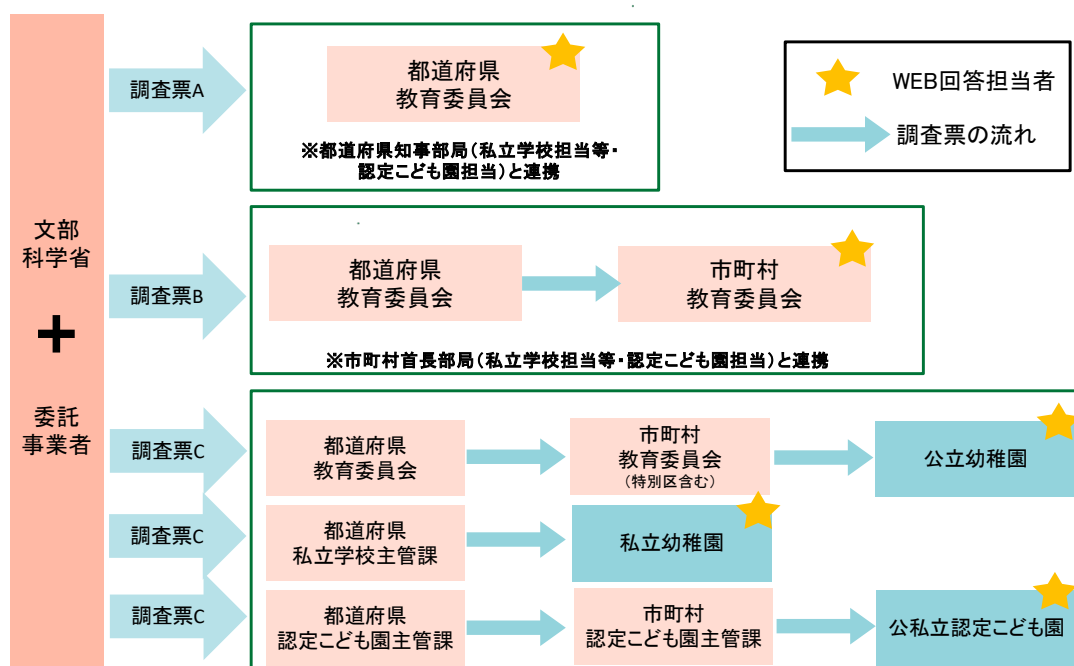 文部
科学省
+
委託
事業者
調査票A
都道府県
教育委員会
※都道府県知事部局(私立学校担当等・
認定こども園担当)と連携
WEB回答担当者
調査票の流れ
調査票B
都道府県
教育委員会
市町村
教育委員会
※市町村首長部局(私立学校担当等・認定こども園担当)と連携
調査票C
都道府県
教育委員会
市町村
教育委員会
(特別区含む)
公立幼稚園
調査票C
都道府県
私立学校主管課
私立幼稚園
調査票C
都道府県
認定こども園主管課
市町村
認定こども園主管課
公私立認定こども園